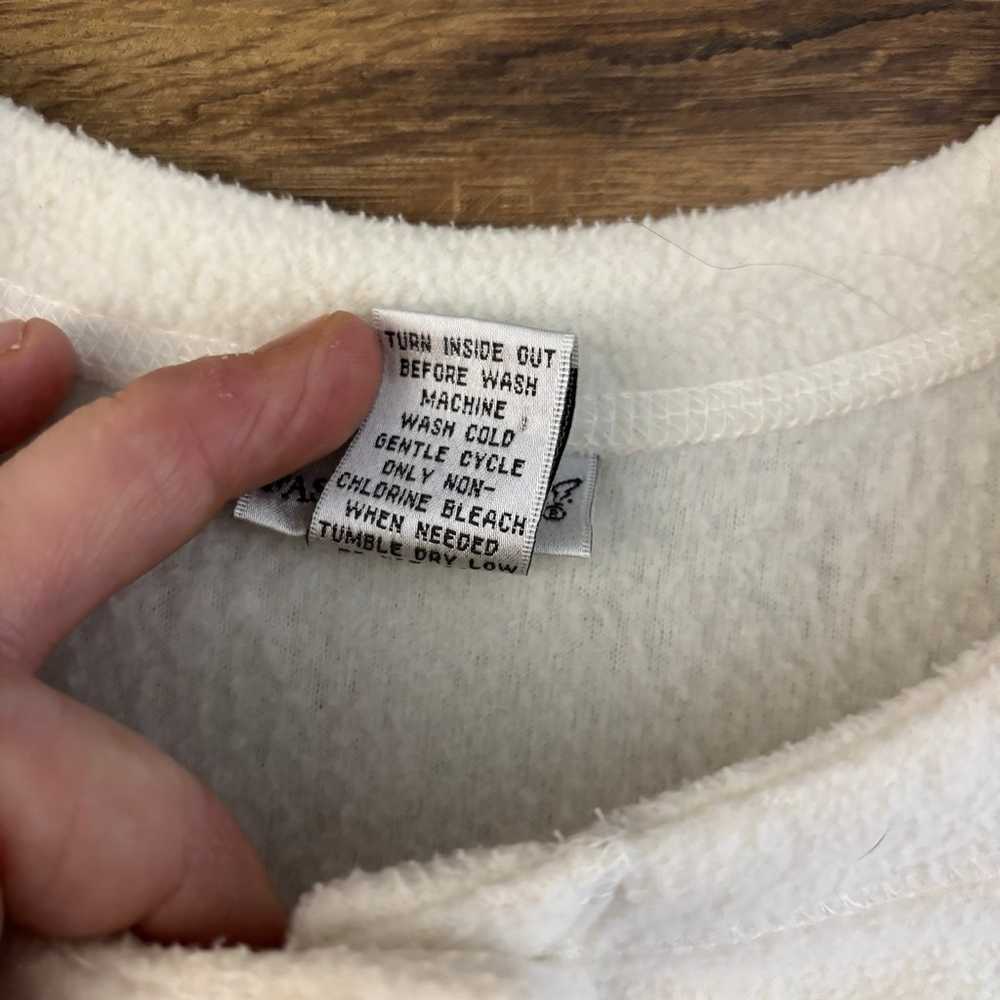 TURN INSIDE OUT
BEFORE WASH
MACHINE
WASH COLD
GENTLE CYCLE
ONLY NON-
CHLORINE BLEACH
WHEN NEEDED
TUMBLE DRY LOW
®